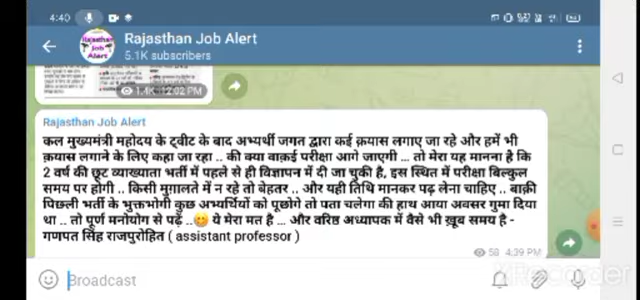 4:40
Rajasthan Job Alert
5.1K subscribers
1.4K 12:02 PM
Rajasthan Job Alert
कल मुख्यमंत्री महोदय के ट्वीट के बाद अभ्यर्थी जगत द्वारा कई क़यास लगाए जा रहे और हमें भी
क़यास लगाने के लिए कहा जा रहा .. की क्या वाक़ई परीक्षा आगे जाएगी ... तो मेरा यह मानना है कि
2 वर्ष की छूट व्याख्याता भर्ती में पहले से ही विज्ञापन में दी जा चुकी है, इस स्थित में परीक्षा बिल्कुल
समय पर होगी .. किसी मुग़ालते में न रहे तो बेहतर .. और यही तिथि मानकर पढ़ लेना चाहिए .. बाक़ी
पिछली भर्ती के भुक्तभोगी कुछ अभ्यर्थियों को पूछोगे तो पता चलेगा की हाथ आया अवसर गुमा दिया
था .. तो पूर्ण मनोयोग से पढ़ें ..😊 ये मेरा मत है ... और वरिष्ठ अध्यापक में वैसे भी ख़ूब समय है -
गणपत सिंह राजपुरोहित ( assistant professor )
58 4:39 PM
Broadcast
XRecorder